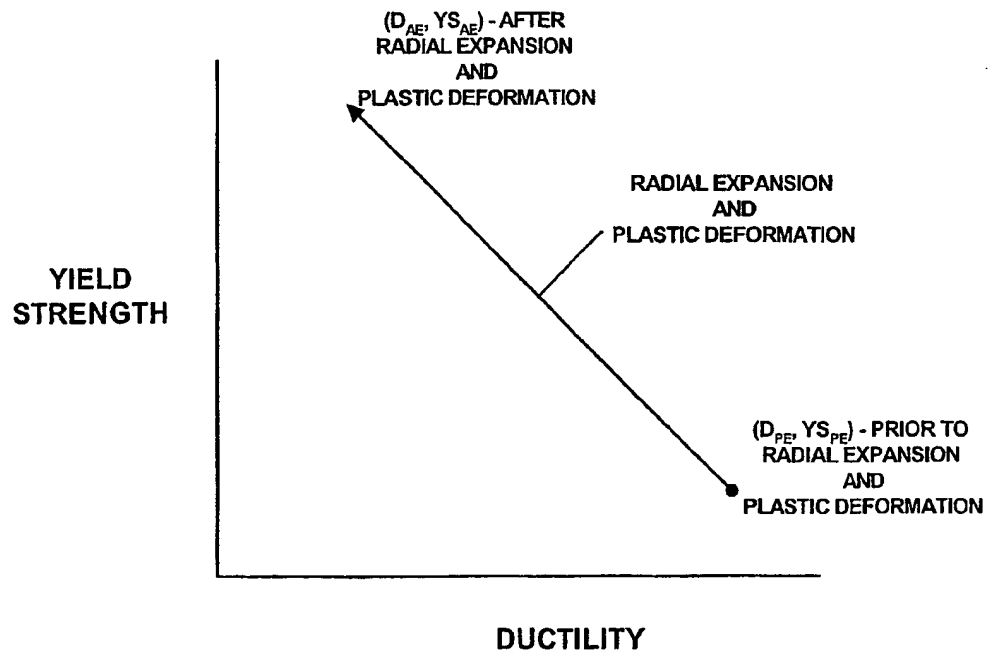 (D_AE, YS_AE) - AFTER
RADIAL EXPANSION
AND
PLASTIC DEFORMATION
RADIAL EXPANSION
AND
PLASTIC DEFORMATION
YIELD
STRENGTH
(D_PE, YS_PE) - PRIOR TO
RADIAL EXPANSION
AND
PLASTIC DEFORMATION
DUCTILITY